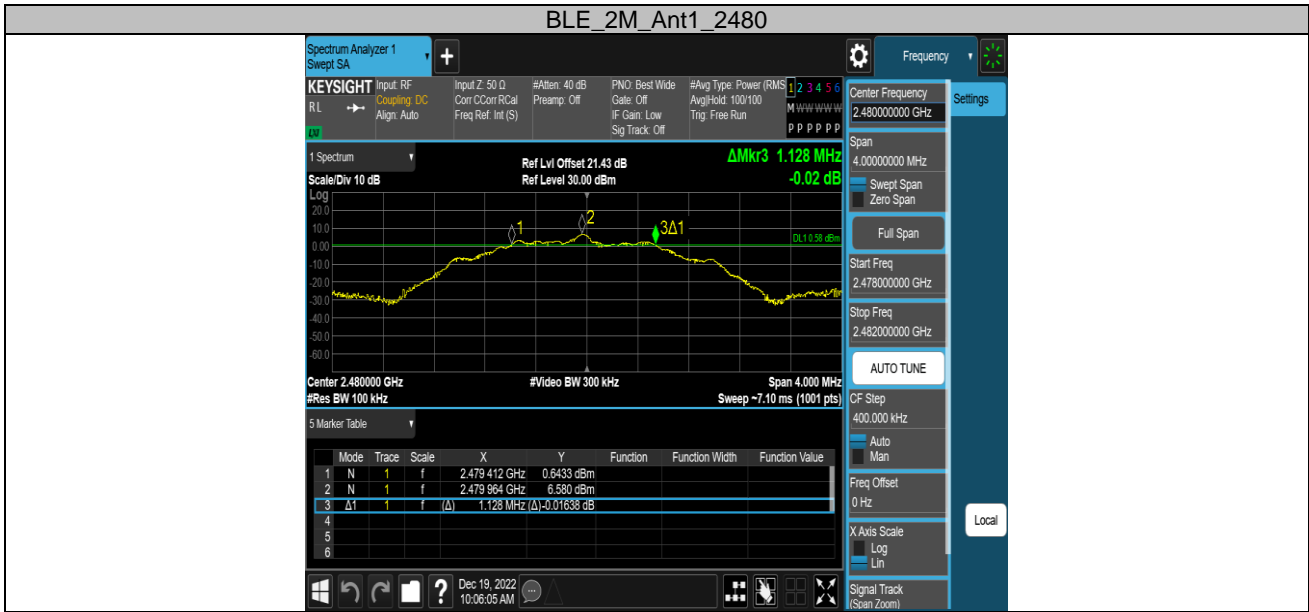 BLE_2M_Ant1_2480
Spectrum Analyzer 1
Swept SA
+
Frequency
KEYSIGHT
RL
LXI
Input: RF
Coupling: DC
Align: Auto
Input Z: 50 Ω
Corr CCorr RCal
Freq Ref: Int (S)
#Atten: 40 dB
Preamp: Off
PNO: Best Wide
Gate: Off
IF Gain: Low
Sig Track: Off
#Avg Type: Power (RMS
Avg|Hold: 100/100
Trig: Free Run
1 2 3 4 5 6
M W W W W W
P P P P P P
1 Spectrum
Scale/Div 10 dB
Ref Lvl Offset 21.43 dB
Ref Level 30.00 dBm
ΔMkr3 1.128 MHz
-0.02 dB
Log
20.0
10.0
0.00
-10.0
-20.0
-30.0
-40.0
-50.0
-60.0
1
2
3Δ1
DL1 0.58 dBm
Center 2.480000 GHz
#Res BW 100 kHz
#Video BW 300 kHz
Span 4.000 MHz
Sweep ~7.10 ms (1001 pts)
5 Marker Table
Mode Trace Scale X Y Function Function Width Function Value
1 N 1 f 2.479 412 GHz 0.6433 dBm
2 N 1 f 2.479 964 GHz 6.580 dBm
3 Δ1 1 f (Δ) 1.128 MHz (Δ)-0.01638 dB
4
5
6
?
Dec 19, 2022
10:06:05 AM
Center Frequency
2.480000000 GHz
Span
4.00000000 MHz
Swept Span
Zero Span
Full Span
Start Freq
2.478000000 GHz
Stop Freq
2.482000000 GHz
AUTO TUNE
CF Step
400.000 kHz
Auto
Man
Freq Offset
0 Hz
X Axis Scale
Log
Lin
Signal Track
(Span Zoom)
Settings
Local